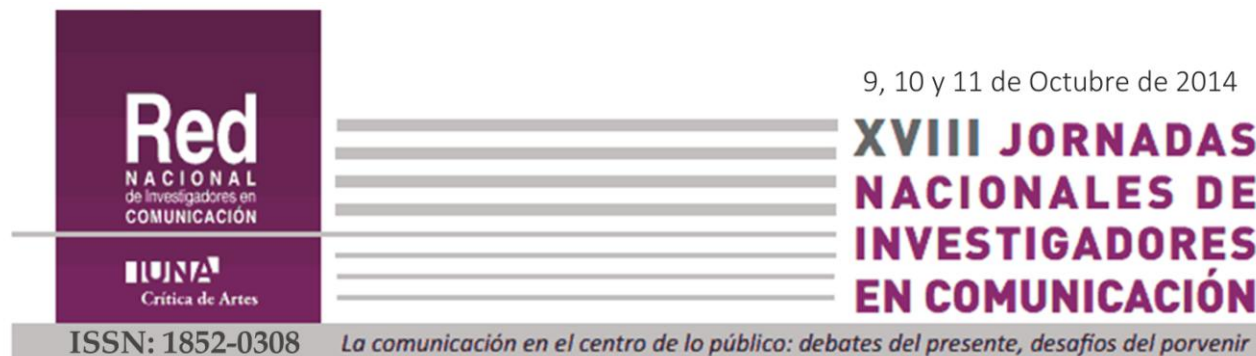 Red
NACIONAL
de Investigadores en
COMUNICACIÓN
IUNA
Crítica de Artes
ISSN: 1852-0308
9, 10 y 11 de Octubre de 2014
XVIII JORNADAS
NACIONALES DE
INVESTIGADORES
EN COMUNICACIÓN
La comunicación en el centro de lo público: debates del presente, desafíos del porvenir